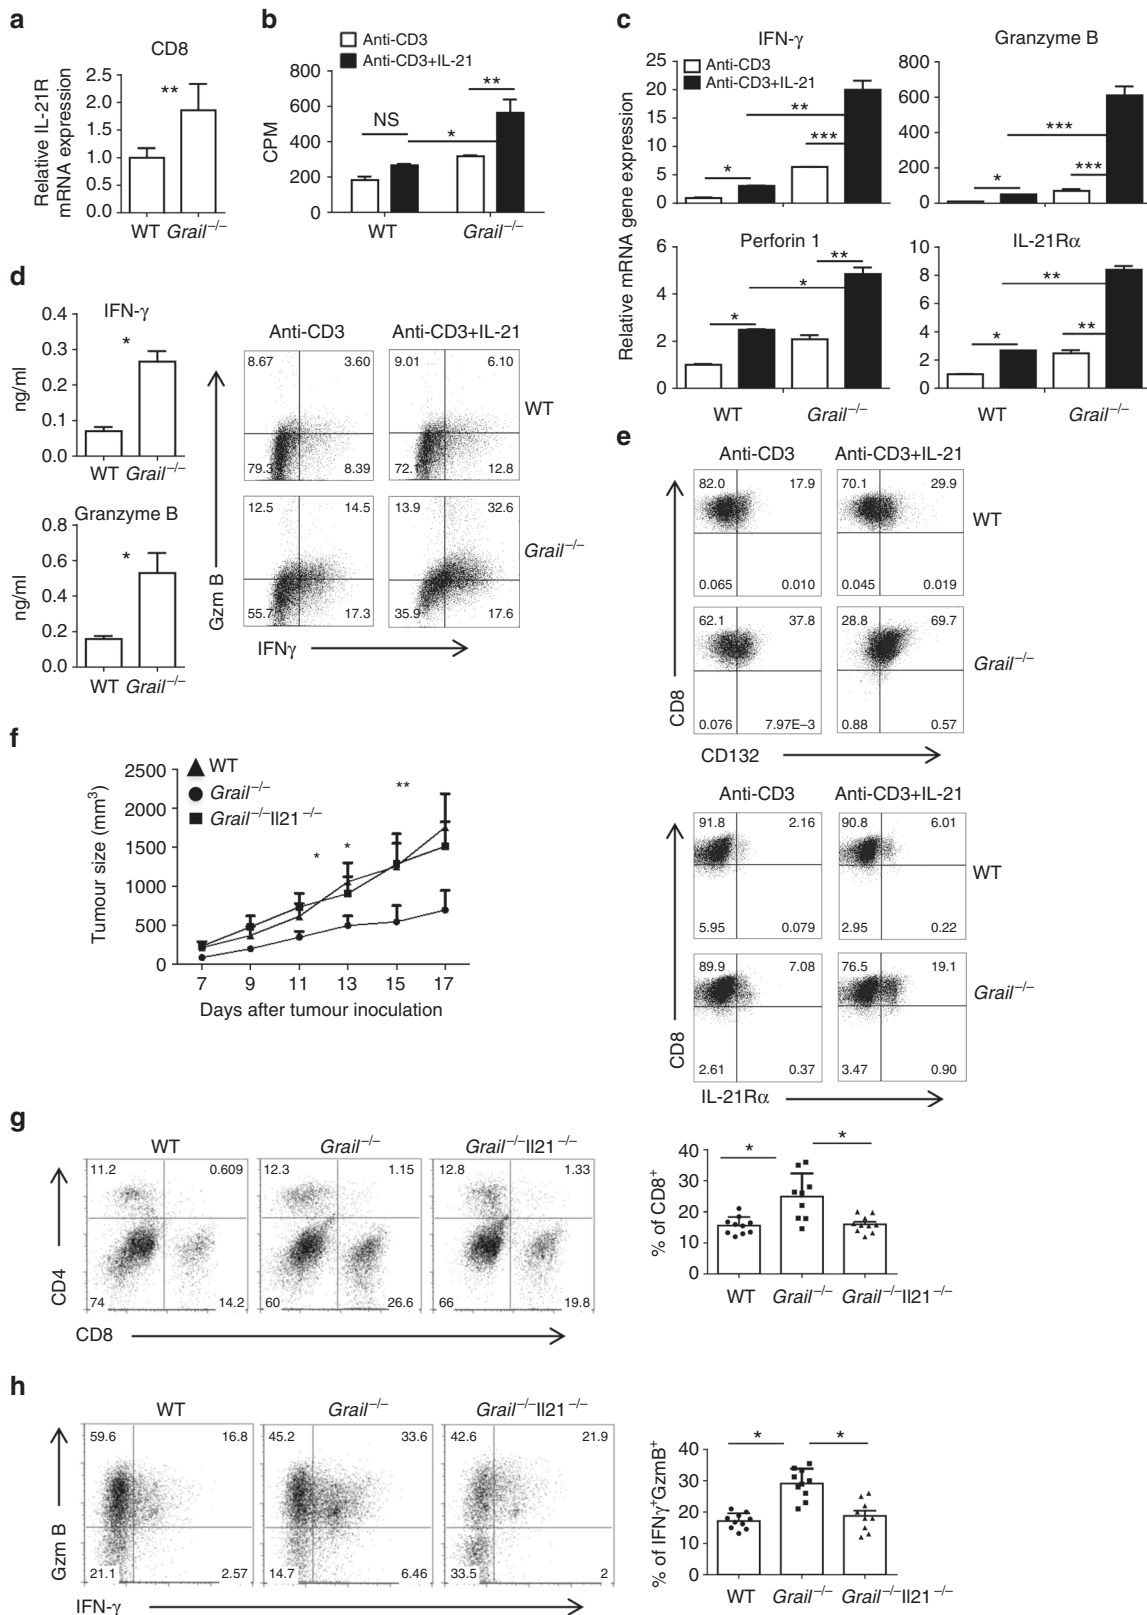 a
CD8
Relative IL-21R
mRNA expression
2.5
2.0
1.5
1.0
0.5
0.0
**
WT Grail–/–
b
Anti-CD3
Anti-CD3+IL-21
CPM
800
600
400
200
0
NS
*
**
WT Grail–/–
c
Relative mRNA gene expression
IFN-γ
Anti-CD3
Anti-CD3+IL-21
25
20
15
10
5
0
*
**
***
Granzyme B
800
600
400
200
0
*
***
***
Perforin 1
6
4
2
0
*
*
**
WT Grail–/–
IL-21Rα
10
8
6
4
2
0
*
**
**
WT Grail–/–
d
IFN-γ
ng/ml
0.4
0.3
0.2
0.1
0.0
*
WT Grail–/–
Granzyme B
ng/ml
0.8
0.6
0.4
0.2
0.0
*
WT Grail–/–
Anti-CD3 Anti-CD3+IL-21
8.67 3.60 9.01 6.10
WT
79.3 8.39 72.1 12.8
12.5 14.5 13.9 32.6
Grail–/–
55.7 17.3 35.9 17.6
Gzm B
IFNγ
e
Anti-CD3 Anti-CD3+IL-21
82.0 17.9 70.1 29.9
WT
0.065 0.010 0.045 0.019
62.1 37.8 28.8 69.7
Grail–/–
0.076 7.97E–3 0.88 0.57
CD8
CD132
Anti-CD3 Anti-CD3+IL-21
91.8 2.16 90.8 6.01
WT
5.95 0.079 2.95 0.22
89.9 7.08 76.5 19.1
Grail–/–
2.61 0.37 3.47 0.90
CD8
IL-21Rα
f
WT
Grail–/–
Grail–/–Il21–/–
Tumour size (mm3)
2500
2000
1500
1000
500
0
* * **
7 9 11 13 15 17
Days after tumour inoculation
g
WT Grail–/– Grail–/–Il21–/–
11.2 0.609 12.3 1.15 12.8 1.33
74 14.2 60 26.6 66 19.8
CD4
CD8
% of CD8+
40
30
20
10
0
* *
WT Grail–/– Grail–/–Il21–/–
h
WT Grail–/– Grail–/–Il21–/–
59.6 16.8 45.2 33.6 42.6 21.9
21.1 2.57 14.7 6.46 33.5 2
Gzm B
IFN-γ
% of IFNγ+GzmB+
40
30
20
10
0
* *
WT Grail–/– Grail–/–Il21–/–